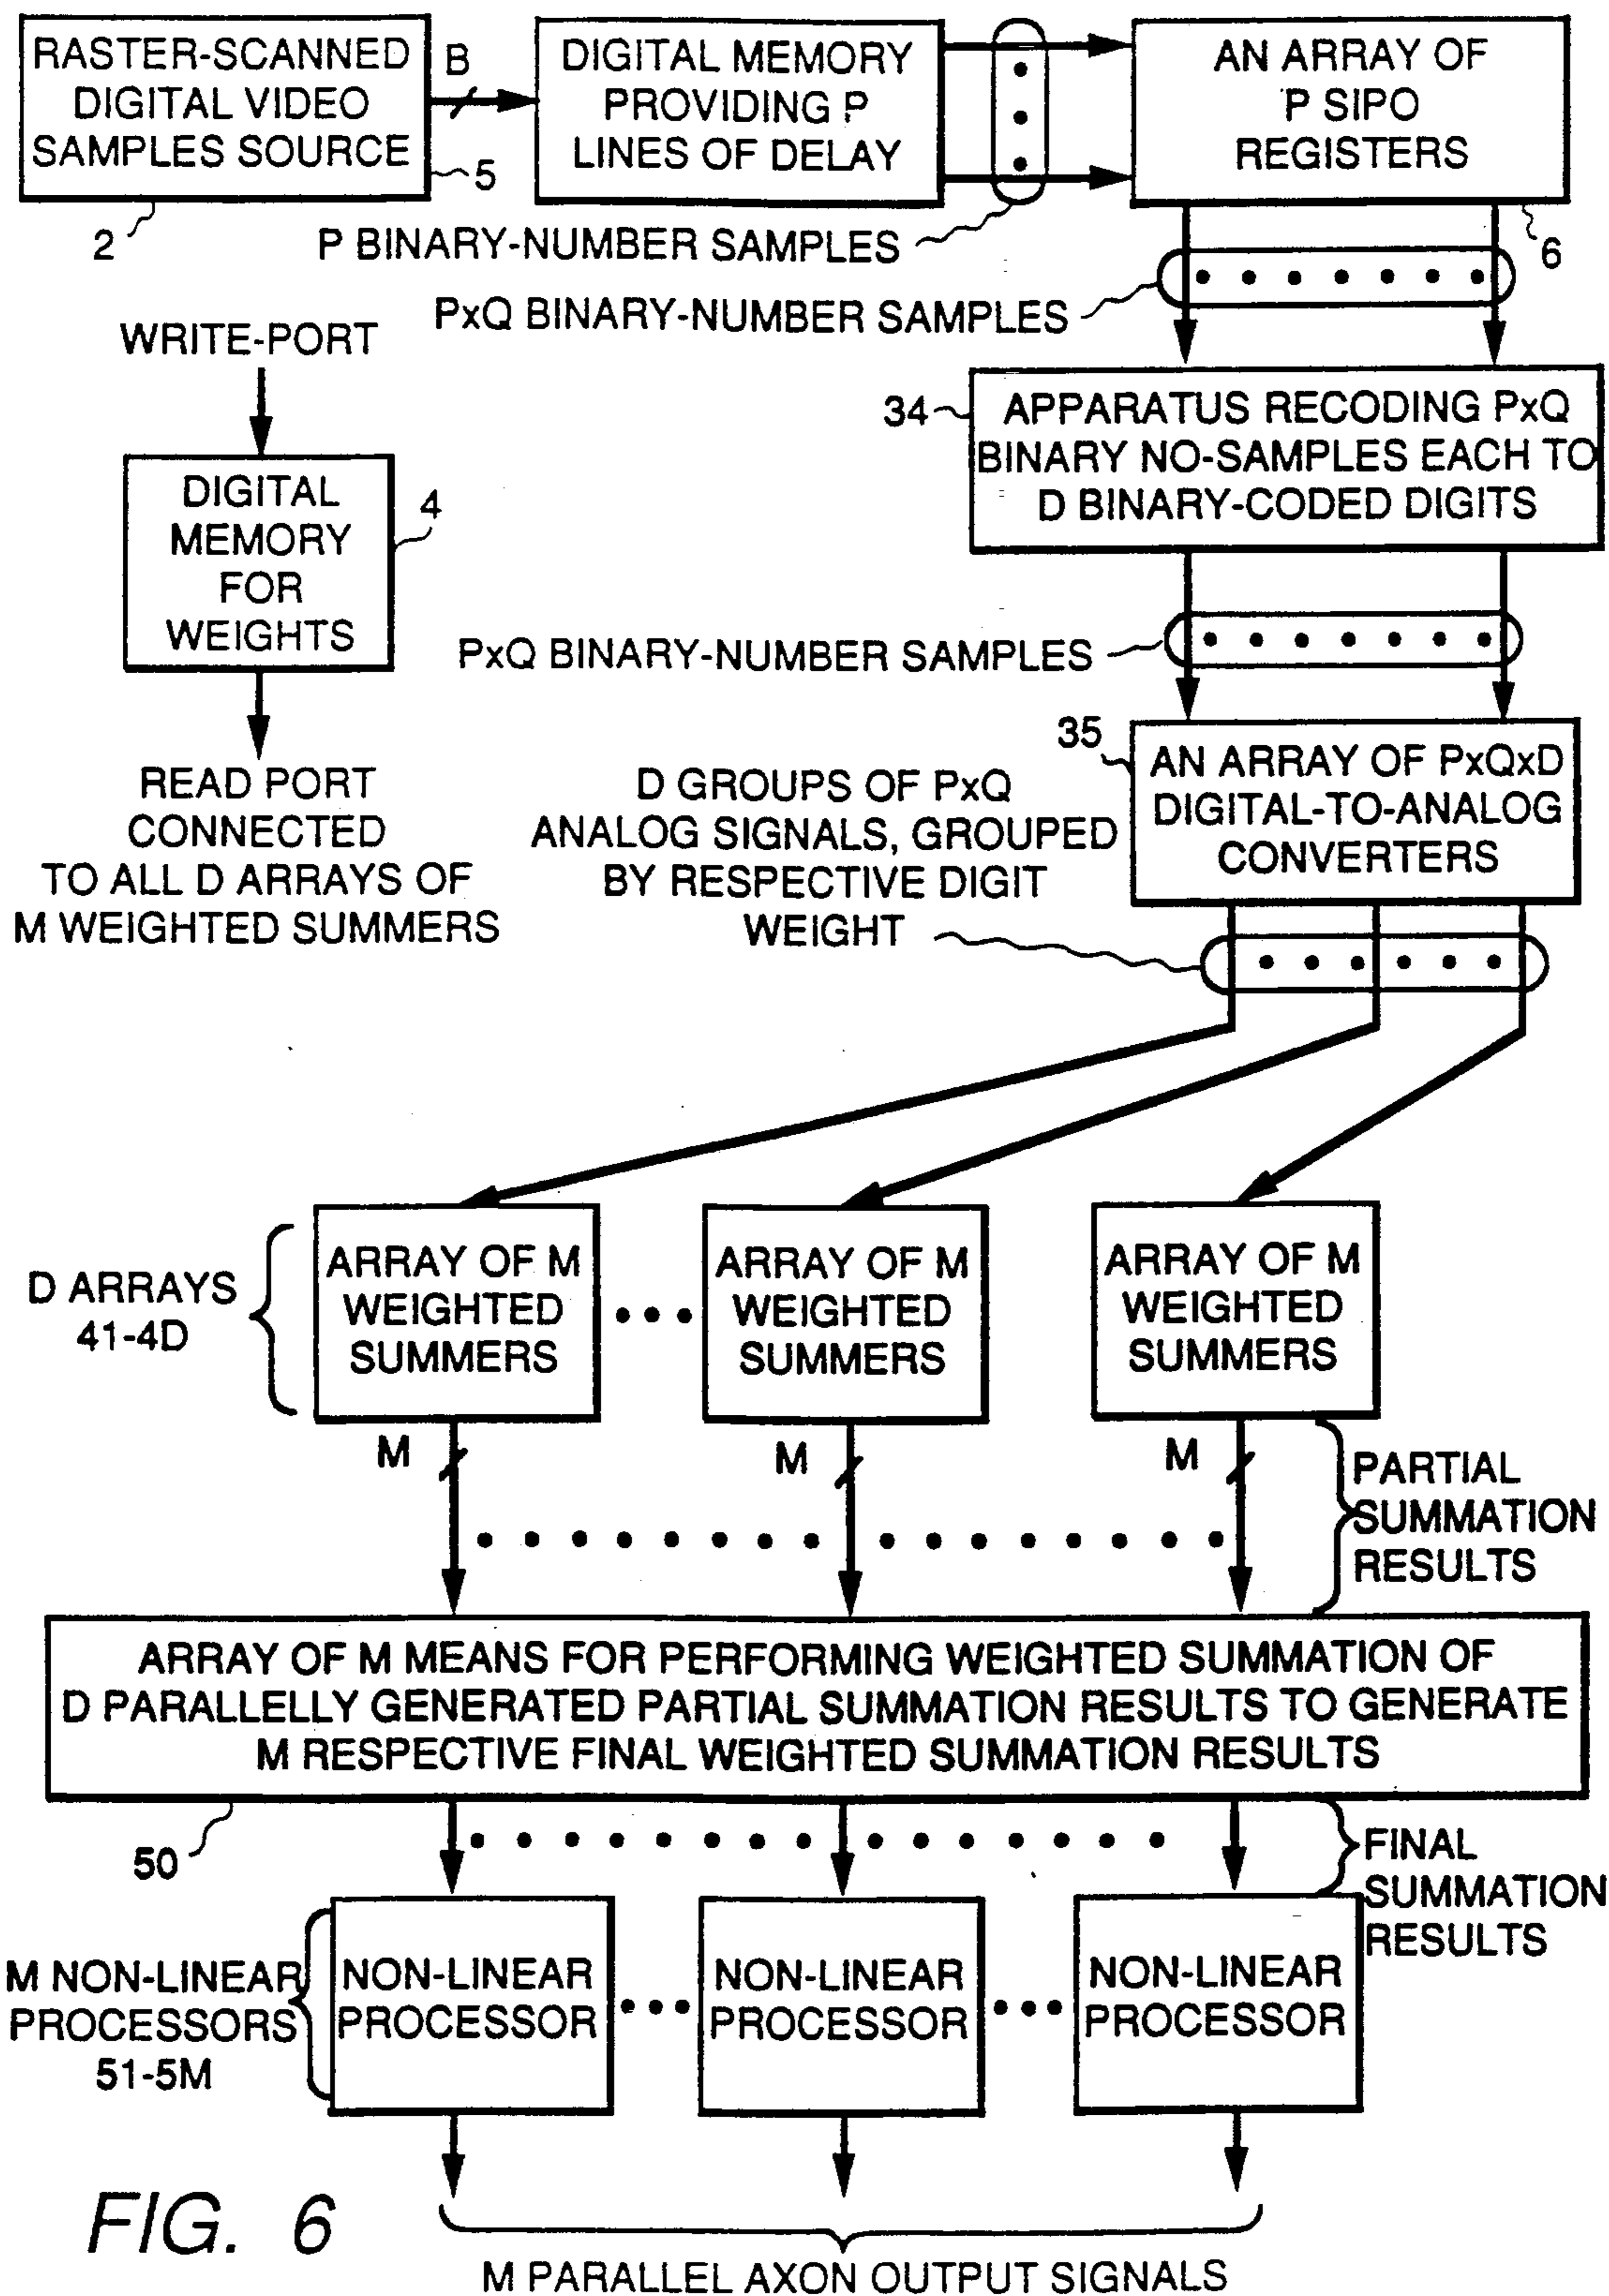 RASTER-SCANNED
DIGITAL VIDEO
SAMPLES SOURCE
2
B
5
DIGITAL MEMORY
PROVIDING P
LINES OF DELAY
P BINARY-NUMBER SAMPLES
AN ARRAY OF
P SIPO
REGISTERS
6
PxQ BINARY-NUMBER SAMPLES
WRITE-PORT
DIGITAL
MEMORY
FOR
WEIGHTS
4
READ PORT
CONNECTED
TO ALL D ARRAYS OF
M WEIGHTED SUMMERS
34
APPARATUS RECODING PxQ
BINARY NO-SAMPLES EACH TO
D BINARY-CODED DIGITS
PxQ BINARY-NUMBER SAMPLES
35
AN ARRAY OF PxQxD
DIGITAL-TO-ANALOG
CONVERTERS
D GROUPS OF PxQ
ANALOG SIGNALS, GROUPED
BY RESPECTIVE DIGIT
WEIGHT
D ARRAYS
41-4D
ARRAY OF M
WEIGHTED
SUMMERS
ARRAY OF M
WEIGHTED
SUMMERS
ARRAY OF M
WEIGHTED
SUMMERS
M
M
M
PARTIAL
SUMMATION
RESULTS
ARRAY OF M MEANS FOR PERFORMING WEIGHTED SUMMATION OF
D PARALLELLY GENERATED PARTIAL SUMMATION RESULTS TO GENERATE
M RESPECTIVE FINAL WEIGHTED SUMMATION RESULTS
50
FINAL
SUMMATION
RESULTS
M NON-LINEAR
PROCESSORS
51-5M
NON-LINEAR
PROCESSOR
NON-LINEAR
PROCESSOR
NON-LINEAR
PROCESSOR
FIG. 6
M PARALLEL AXON OUTPUT SIGNALS